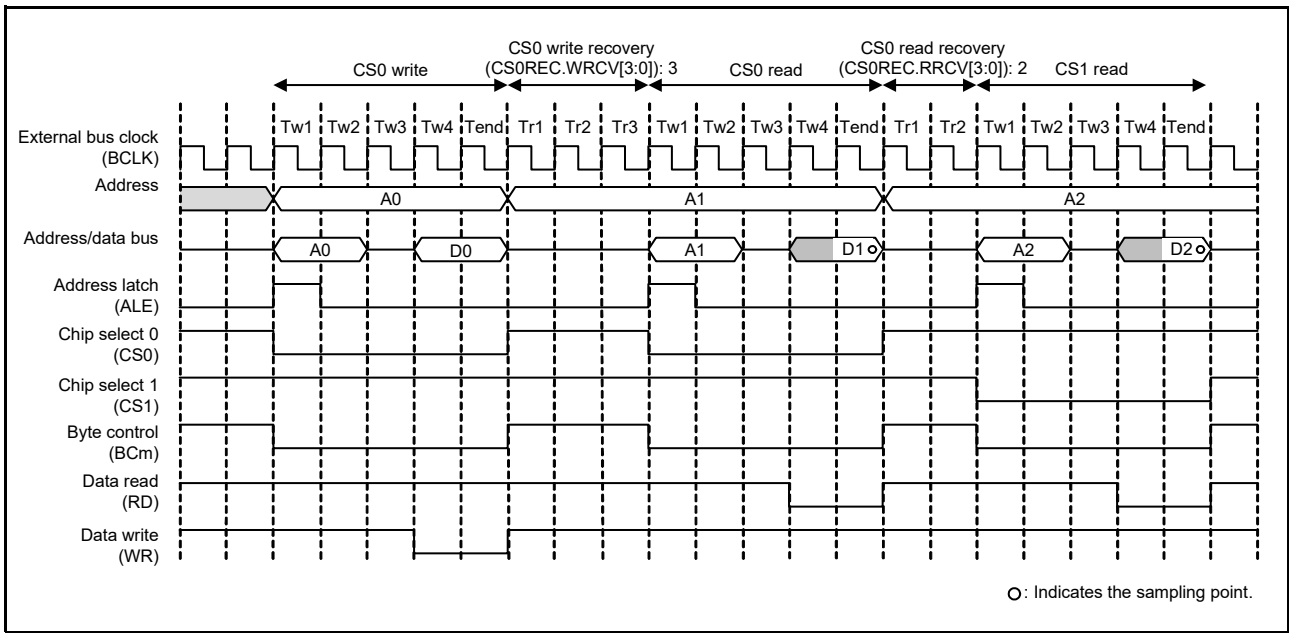 CS0 write recovery
(CS0REC.WRCV[3:0]): 3
CS0 read recovery
(CS0REC.RRCV[3:0]): 2
CS0 write
CS0 read
CS1 read
Tw1 Tw2 Tw3 Tw4 Tend Tr1 Tr2 Tr3 Tw1 Tw2 Tw3 Tw4 Tend Tr1 Tr2 Tw1 Tw2 Tw3 Tw4 Tend
External bus clock
(BCLK)
Address
A0 A1 A2
Address/data bus
A0 D0 A1 D1 A2 D2
Address latch
(ALE)
Chip select 0
(CS0)
Chip select 1
(CS1)
Byte control
(BCm)
Data read
(RD)
Data write
(WR)
: Indicates the sampling point.